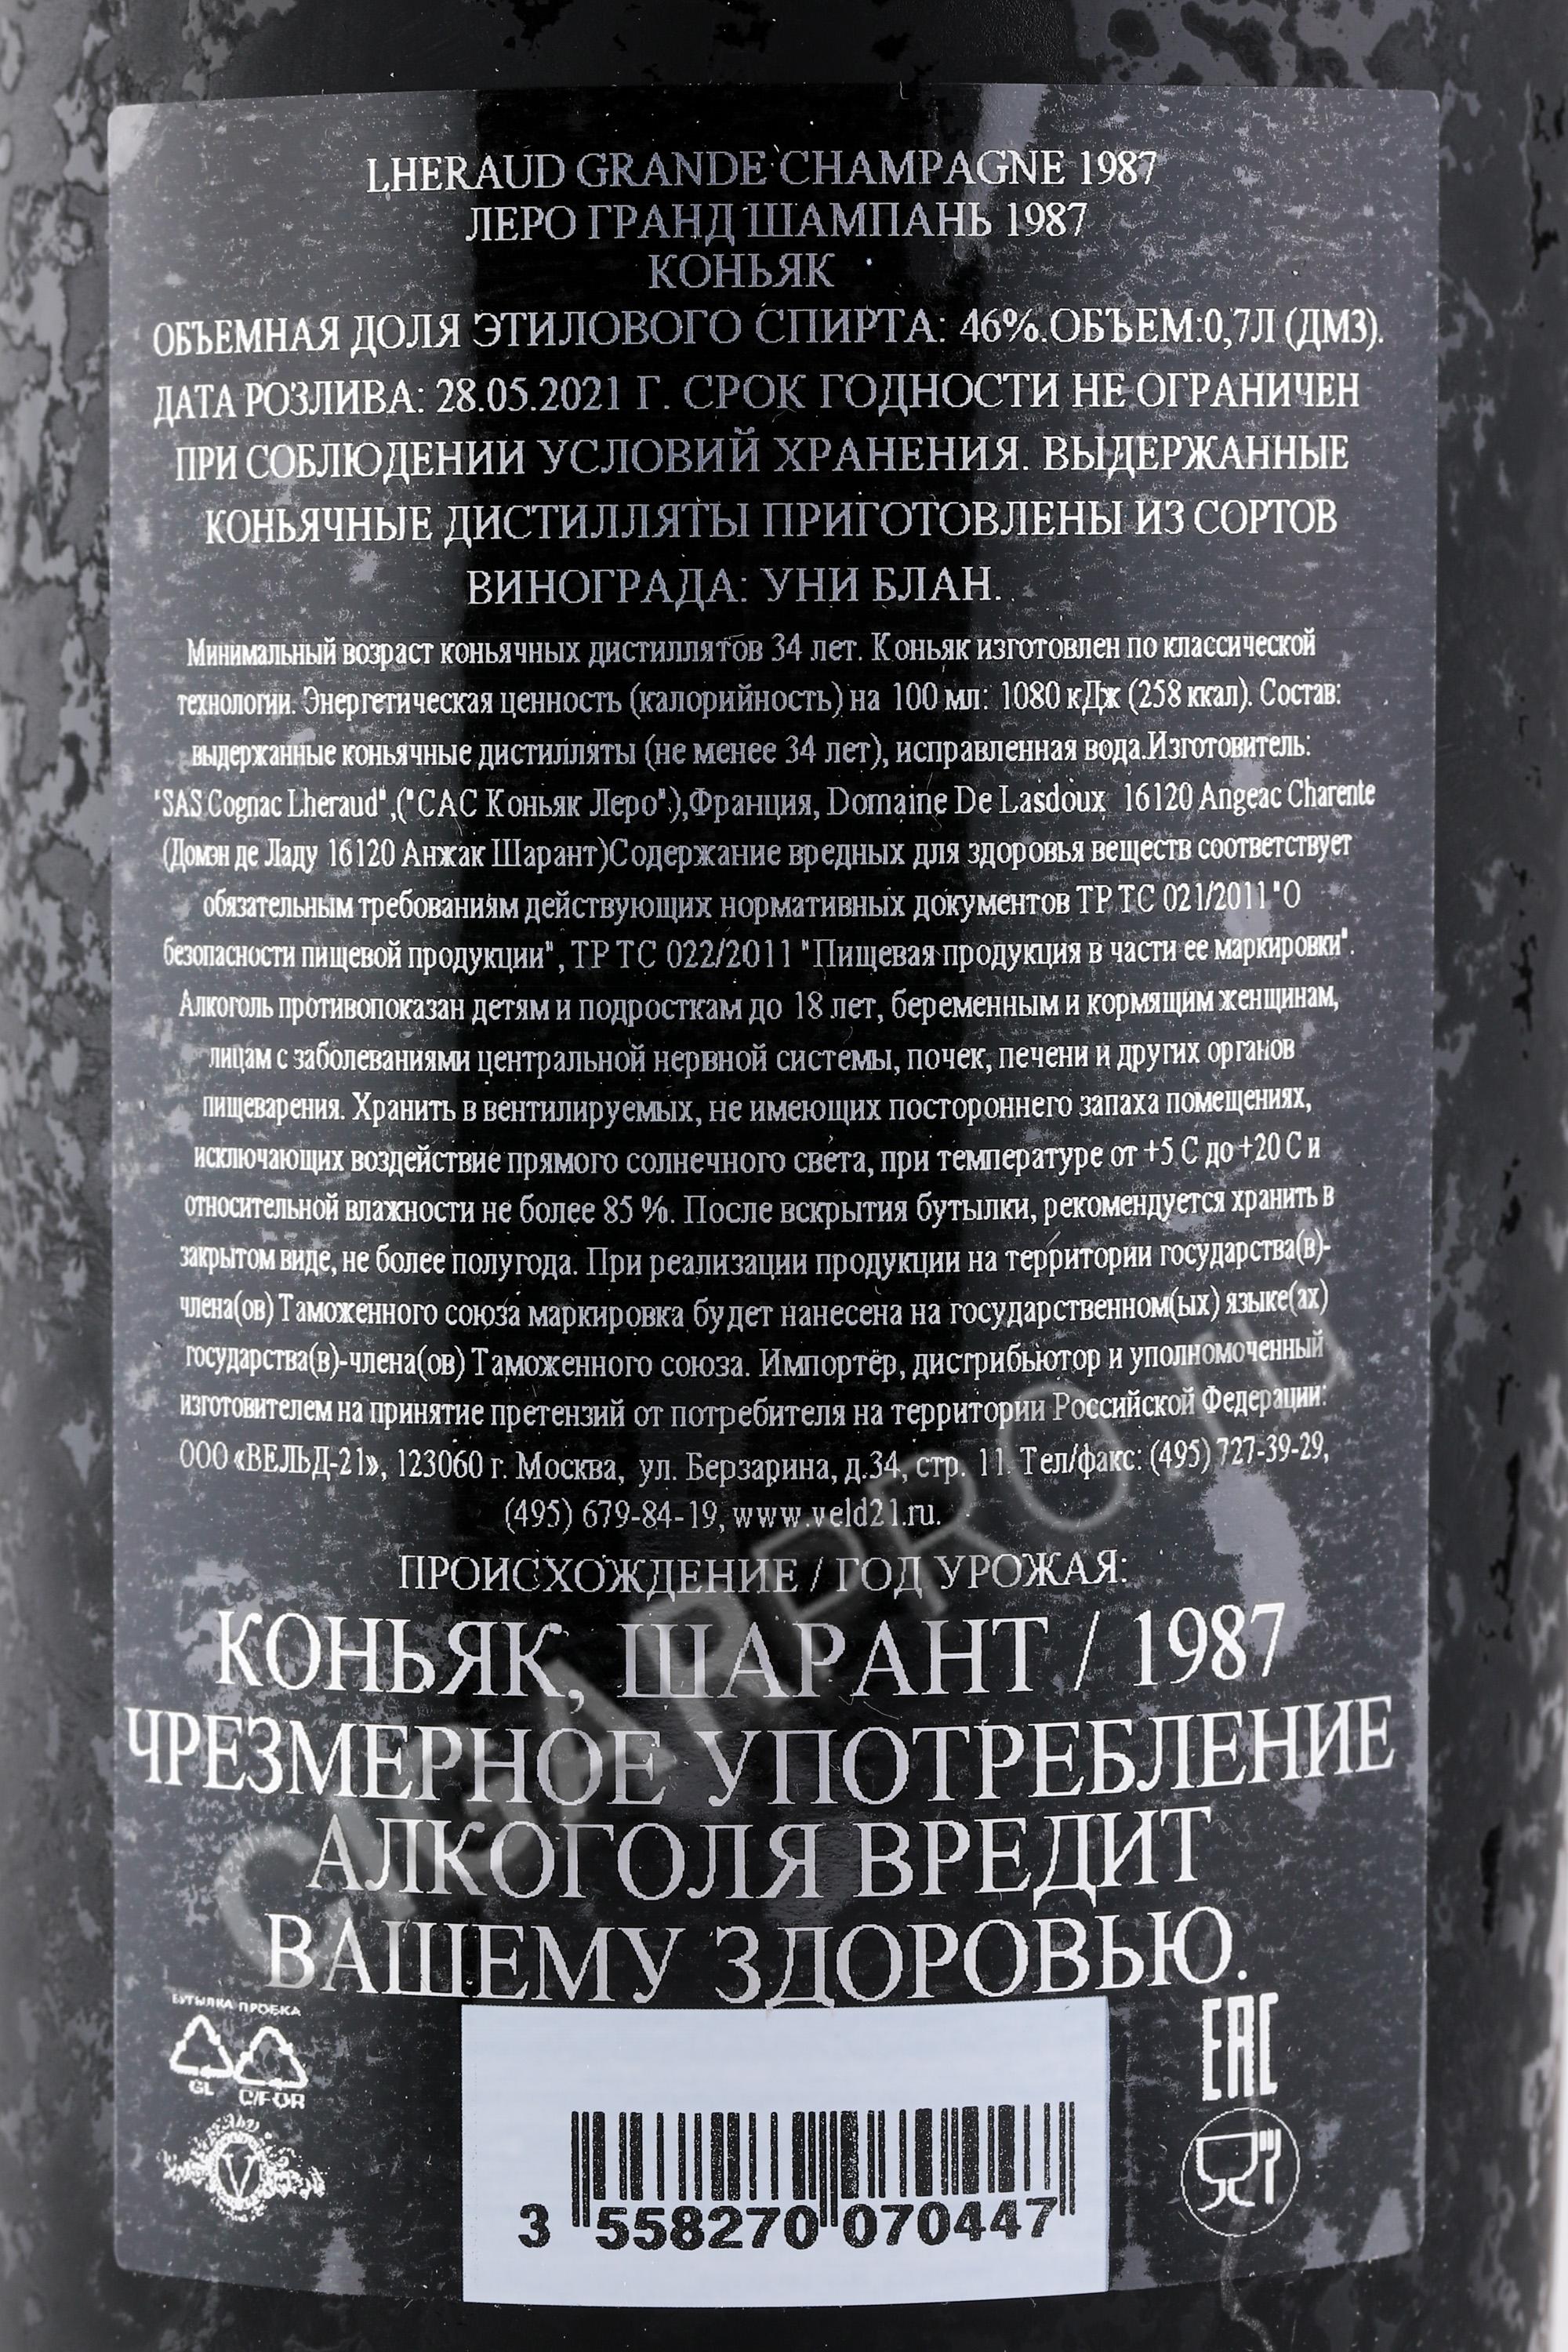 LHERAUD GRANDE CHAMPAGNE 1987
ЛЕРО ГРАНД ШАМПАНЬ 1987
КОНЬЯК
ОБЪЕМНАЯ ДОЛЯ ЭТИЛОВОГО СПИРТА: 46%.ОБЪЕМ:0,7Л (ДМ3).
ДАТА РОЗЛИВА: 28.05.2021 Г. СРОК ГОДНОСТИ НЕ ОГРАНИЧЕН
ПРИ СОБЛЮДЕНИИ УСЛОВИЙ ХРАНЕНИЯ. ВЫДЕРЖАННЫЕ
КОНЬЯЧНЫЕ ДИСТИЛЛЯТЫ ПРИГОТОВЛЕНЫ ИЗ СОРТОВ
ВИНОГРАДА: УНИ БЛАН.
Минимальный возраст коньячных дистиллятов 34 лет. Коньяк изготовлен по классической
технологии. Энергетическая ценность (калорийность) на 100 мл: 1080 кДж (258 ккал). Состав:
выдержанные коньячные дистилляты (не менее 34 лет), исправленная вода.Изготовитель:
"SAS Cognac Lheraud",("САС Коньяк Леро"),Франция, Domaine De Lasdoux 16120 Angeac Charente
(Домэн де Ладу 16120 Анжак Шарант)Содержание вредных для здоровья веществ соответствует
обязательным требованиям действующих нормативных документов ТР ТС 021/2011 "О
безопасности пищевой продукции", ТР ТС 022/2011 "Пищевая продукция в части ее маркировки".
Алкоголь противопоказан детям и подросткам до 18 лет, беременным и кормящим женщинам,
лицам с заболеваниями центральной нервной системы, почек, печени и других органов
пищеварения. Хранить в вентилируемых, не имеющих постороннего запаха помещениях,
исключающих воздействие прямого солнечного света, при температуре от +5 С до +20 С и
относительной влажности не более 85 %. После вскрытия бутылки, рекомендуется хранить в
закрытом виде, не более полугода. При реализации продукции на территории государства(в)-
члена(ов) Таможенного союза маркировка будет нанесена на государственном(ых) языке(ах)
государства(в)-члена(ов) Таможенного союза. Импортёр, дистрибьютор и уполномоченный
изготовителем на принятие претензий от потребителя на территории Российской Федерации:
ООО «ВЕЛЬД-21», 123060 г. Москва, ул. Берзарина, д.34, стр. 11. Тел/факс: (495) 727-39-29,
(495) 679-84-19, www.veld21.ru.
ПРОИСХОЖДЕНИЕ / ГОД УРОЖАЯ:
КОНЬЯК, ШАРАНТ / 1987
ЧРЕЗМЕРНОЕ УПОТРЕБЛЕНИЕ
АЛКОГОЛЯ ВРЕДИТ
ВАШЕМУ ЗДОРОВЬЮ.
БУТЫЛКА ПРОБКА
GL C/FOR
V
EAC
3 558270 070447
CIGARPRO.ru